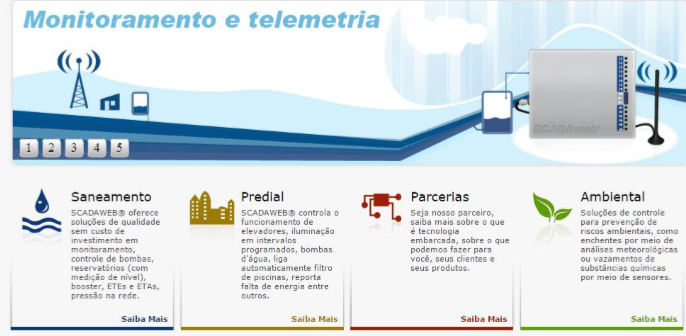 Monitoramento e telemetria
SCADAweb
1 2 3 4 5
Saneamento
SCADAWEB® oferece
soluções de qualidade
sem custo de
investimento em
monitoramento,
controle de bombas,
reservatórios (com
medição de nível),
booster, ETEs e ETAs,
pressão na rede.
Saiba Mais
Predial
SCADAWEB® controla o
funcionamento de
elevadores, iluminação
em intervalos
programados, bombas
d'água, liga
automaticamente filtro
de piscinas, reporta
falta de energia entre
outros.
Saiba Mais
Parcerias
Seja nosso parceiro,
saiba mais sobre o que
é tecnologia
embarcada, sobre o que
podemos fazer para
você, seus clientes e
seus produtos.
Saiba Mais
Ambiental
Soluções de controle
para prevenção de
riscos ambientais, como
enchentes por meio de
análises meteorológicas
ou vazamentos de
substâncias químicas
por meio de sensores.
Saiba Mais